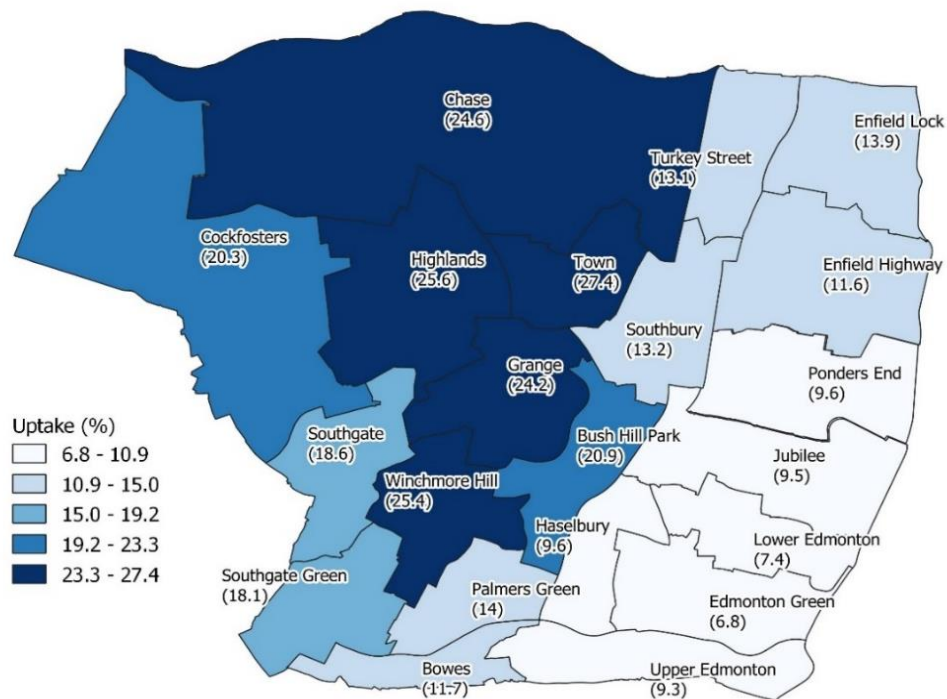 Chase
(24.6)
Enfield Lock
(13.9)
Turkey Street
(13.1)
Cockfosters
(20.3)
Highlands
(25.6)
Town
(27.4)
Enfield Highway
(11.6)
Southbury
(13.2)
Grange
(24.2)
Ponders End
(9.6)
Uptake (%)
6.8 - 10.9
10.9 - 15.0
15.0 - 19.2
19.2 - 23.3
23.3 - 27.4
Southgate
(18.6)
Bush Hill Park
(20.9)
Jubilee
(9.5)
Winchmore Hill
(25.4)
Haselbury
(9.6)
Lower Edmonton
(7.4)
Southgate Green
(18.1)
Palmers Green
(14)
Edmonton Green
(6.8)
Bowes
(11.7)
Upper Edmonton
(9.3)